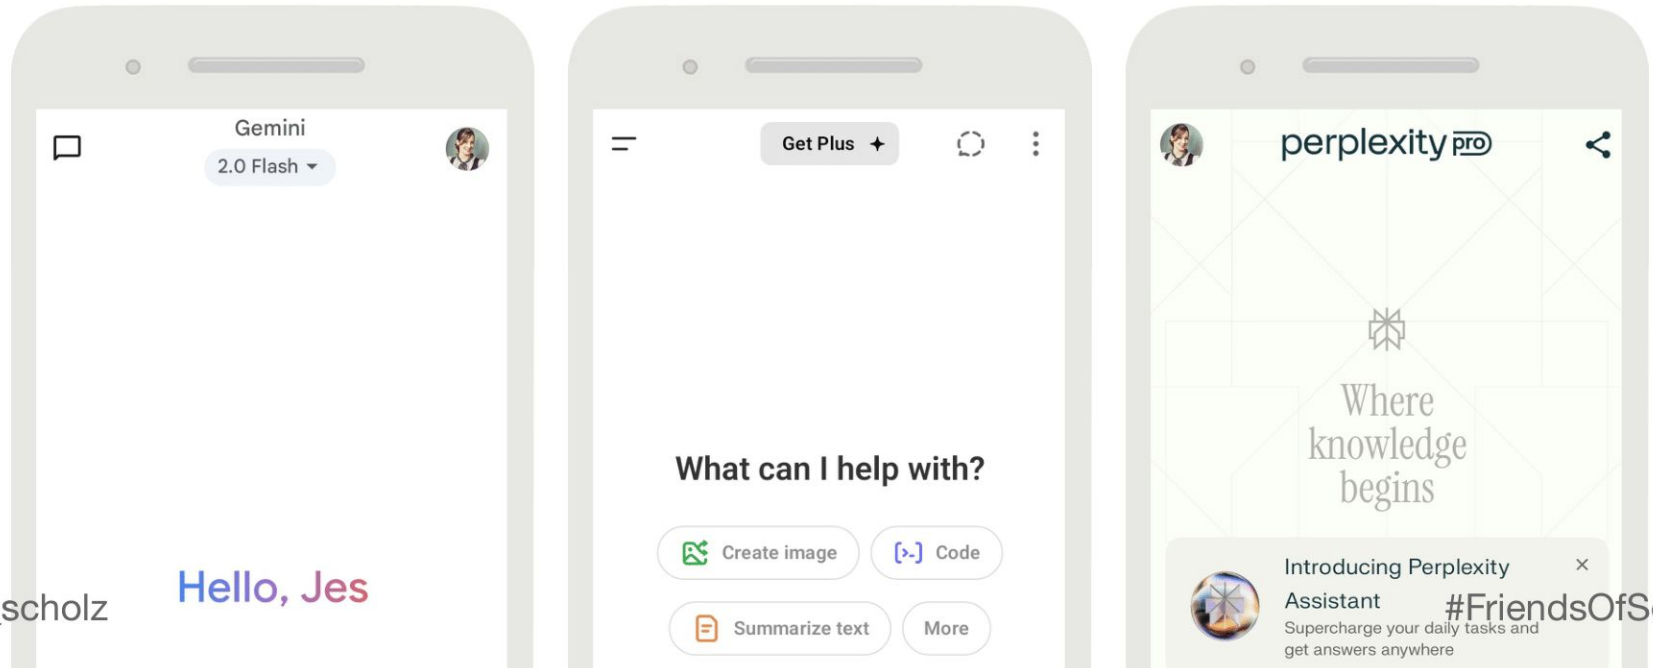 Gemini
2.0 Flash
Hello, Jes
scholz
Get Plus
What can I help with?
Create image
Code
Summarize text
More
perplexity pro
Where
knowledge
begins
Introducing Perplexity
Assistant
Supercharge your daily tasks and
get answers anywhere